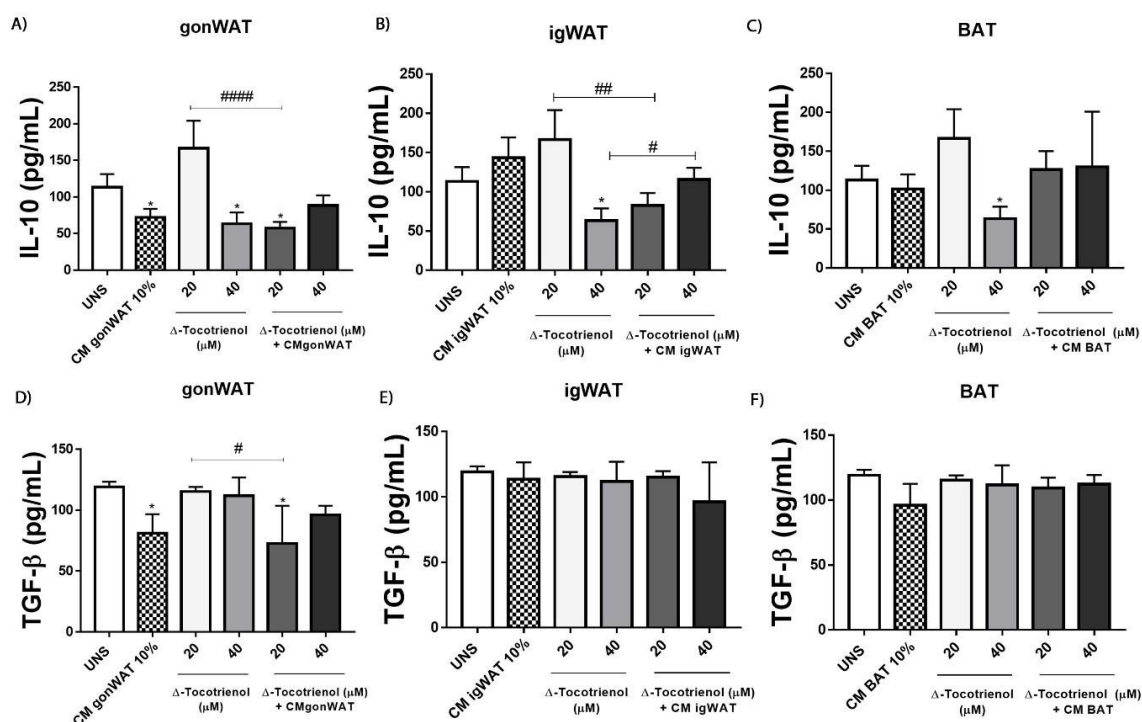 A)
gonWAT
IL-10 (pg/mL)
250
200
150
100
50
0
####
*
*
*
UNS
CM gonWAT 10%
20
40
20
40
Δ-Tocotrienol
(μM)
Δ-Tocotrienol (μM)
+ CMgonWAT
B)
igWAT
IL-10 (pg/mL)
250
200
150
100
50
0
##
#
*
UNS
CM igWAT 10%
20
40
20
40
Δ-Tocotrienol
(μM)
Δ-Tocotrienol (μM)
+ CM igWAT
C)
BAT
IL-10 (pg/mL)
250
200
150
100
50
0
*
UNS
CM BAT 10%
20
40
20
40
Δ-Tocotrienol
(μM)
Δ-Tocotrienol (μM)
+ CM BAT
D)
gonWAT
TGF-β (pg/mL)
150
100
50
0
#
*
*
UNS
CM gonWAT 10%
20
40
20
40
Δ-Tocotrienol
(μM)
Δ-Tocotrienol (μM)
+ CMgonWAT
E)
igWAT
TGF-β (pg/mL)
150
100
50
0
UNS
CM igWAT 10%
20
40
20
40
Δ-Tocotrienol
(μM)
Δ-Tocotrienol (μM)
+ CM igWAT
F)
BAT
TGF-β (pg/mL)
150
100
50
0
UNS
CM BAT 10%
20
40
20
40
Δ-Tocotrienol
(μM)
Δ-Tocotrienol (μM)
+ CM BAT